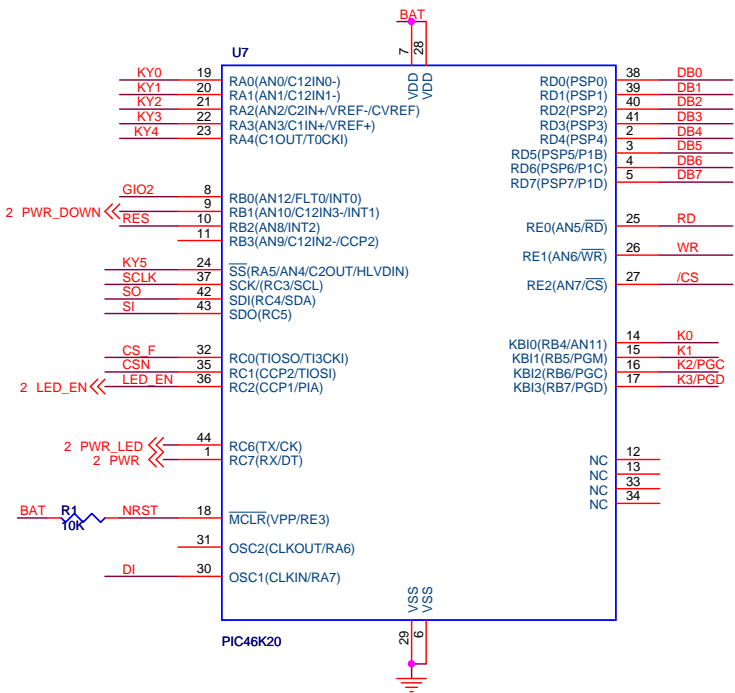 BAT
U7
7 28
VDD VDD
KY0 19 RA0(AN0/C12IN0-) RD0(PSP0) 38 DB0
KY1 20 RA1(AN1/C12IN1-) RD1(PSP1) 39 DB1
KY2 21 RA2(AN2/C2IN+/VREF-/CVREF) RD2(PSP2) 40 DB2
KY3 22 RA3(AN3/C1IN+/VREF+) RD3(PSP3) 41 DB3
KY4 23 RA4(C1OUT/T0CKI) RD4(PSP4) 2 DB4
RD5(PSP5/P1B) 3 DB5
RD6(PSP6/P1C) 4 DB6
RD7(PSP7/P1D) 5 DB7
GIO2 8 RB0(AN12/FLT0/INT0)
2 PWR_DOWN 9 RB1(AN10/C12IN3-/INT1)
RES 10 RB2(AN8/INT2) RE0(AN5/RD) 25 RD
11 RB3(AN9/C12IN2-/CCP2)
RE1(AN6/WR) 26 WR
KY5 24 SS(RA5/AN4/C2OUT/HLVDIN)
SCLK 37 SCK/(RC3/SCL) RE2(AN7/CS) 27 /CS
SO 42 SDI(RC4/SDA)
SI 43 SDO(RC5)
KBI0(RB4/AN11) 14 K0
CS_F 32 RC0(TIOSO/TI3CKI) KBI1(RB5/PGM) 15 K1
CSN 35 RC1(CCP2/TIOSI) KBI2(RB6/PGC) 16 K2/PGC
2 LED_EN LED_EN 36 RC2(CCP1/PIA) KBI3(RB7/PGD) 17 K3/PGD
2 PWR_LED 44 RC6(TX/CK)
2 PWR 1 RC7(RX/DT) NC 12
NC 13
NC 33
NC 34
BAT R1 NRST 18 MCLR(VPP/RE3)
10K
31 OSC2(CLKOUT/RA6)
DI 30 OSC1(CLKIN/RA7)
VSS VSS
29 6
PIC46K20